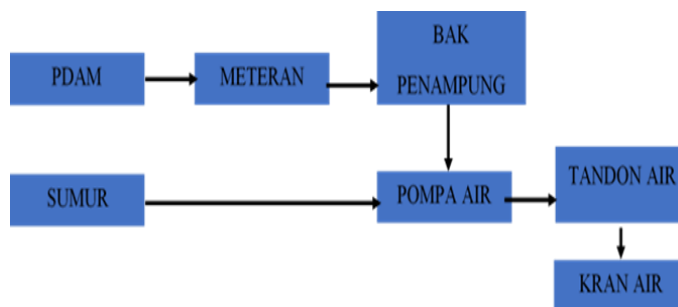 PDAM
METERAN
BAK
PENAMPUNG
SUMUR
POMPA AIR
TANDON AIR
KRAN AIR